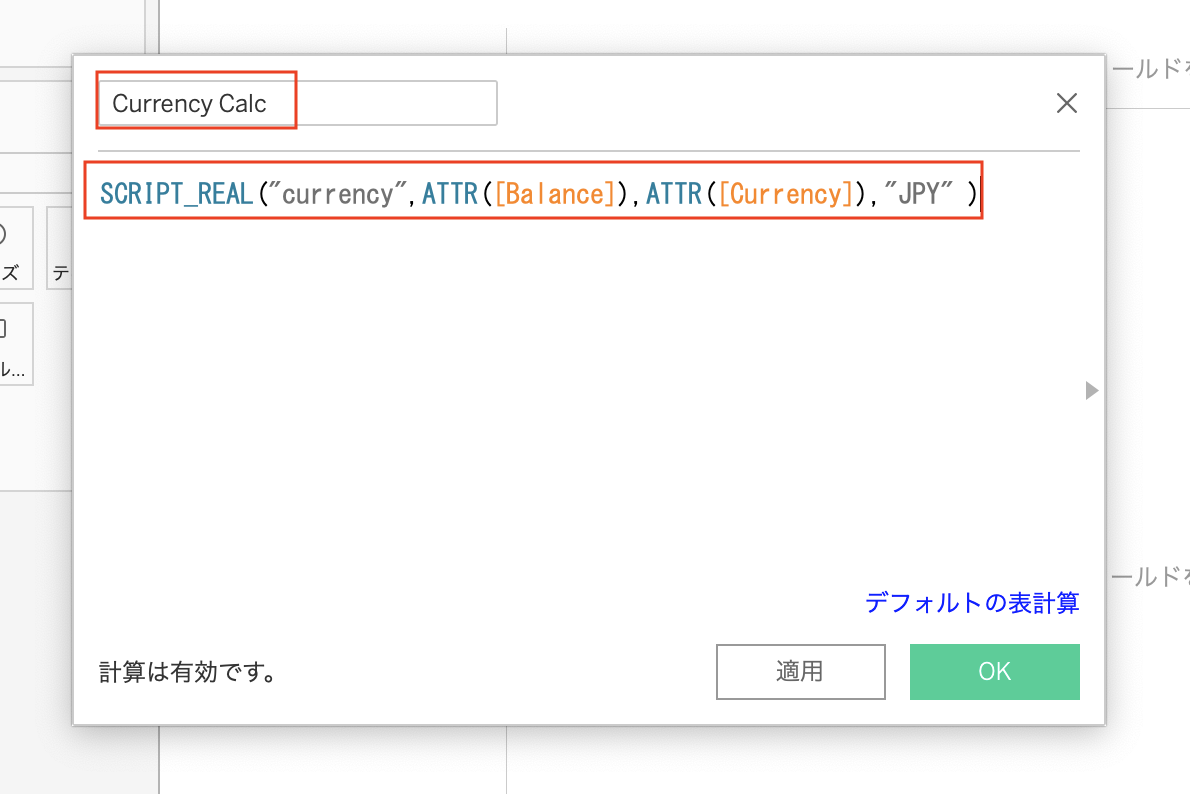 ールドを
Currency Calc
SCRIPT_REAL("currency",ATTR([Balance]),ATTR([Currency]),"JPY" )
ズ
テ
ル...
ールドを
デフォルトの表計算
計算は有効です。
適用
OK